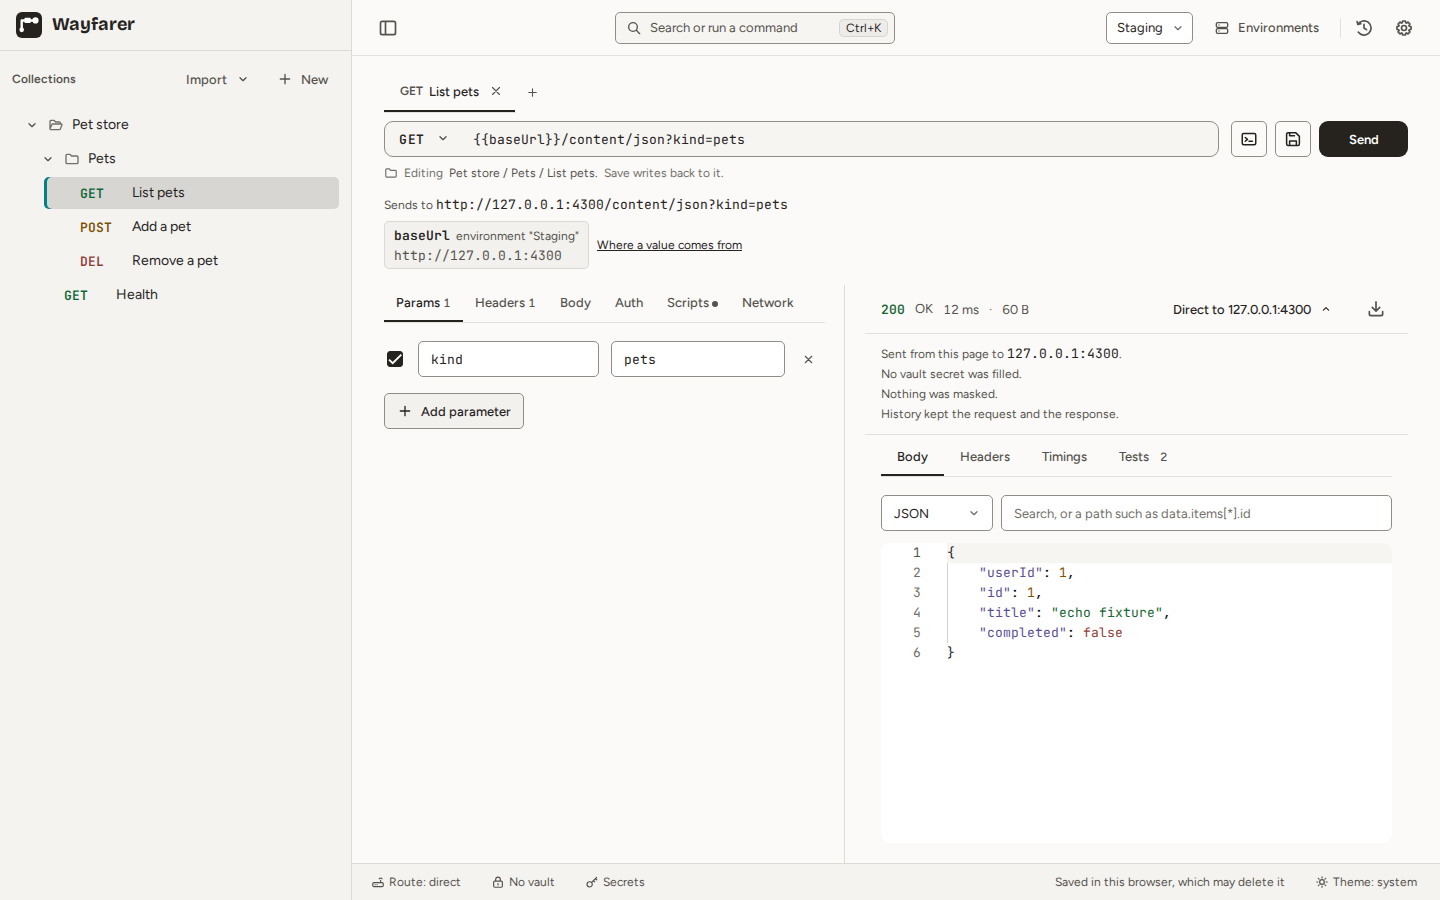 Wayfarer
Search or run a command
Ctrl+K
Staging
Environments
Collections
Import
New
Pet store
Pets
GET List pets
POST Add a pet
DEL Remove a pet
GET Health
GET List pets
GET
{{baseUrl}}/content/json?kind=pets
Send
Editing Pet store / Pets / List pets. Save writes back to it.
Sends to http://127.0.0.1:4300/content/json?kind=pets
baseUrl environment "Staging"
http://127.0.0.1:4300
Where a value comes from
Params 1
Headers 1
Body
Auth
Scripts
Network
kind
pets
Add parameter
200 OK 12 ms · 60 B
Direct to 127.0.0.1:4300
Sent from this page to 127.0.0.1:4300.
No vault secret was filled.
Nothing was masked.
History kept the request and the response.
Body
Headers
Timings
Tests 2
JSON
Search, or a path such as data.items[*].id
1 {
2 "userId": 1,
3 "id": 1,
4 "title": "echo fixture",
5 "completed": false
6 }
Route: direct
No vault
Secrets
Saved in this browser, which may delete it
Theme: system